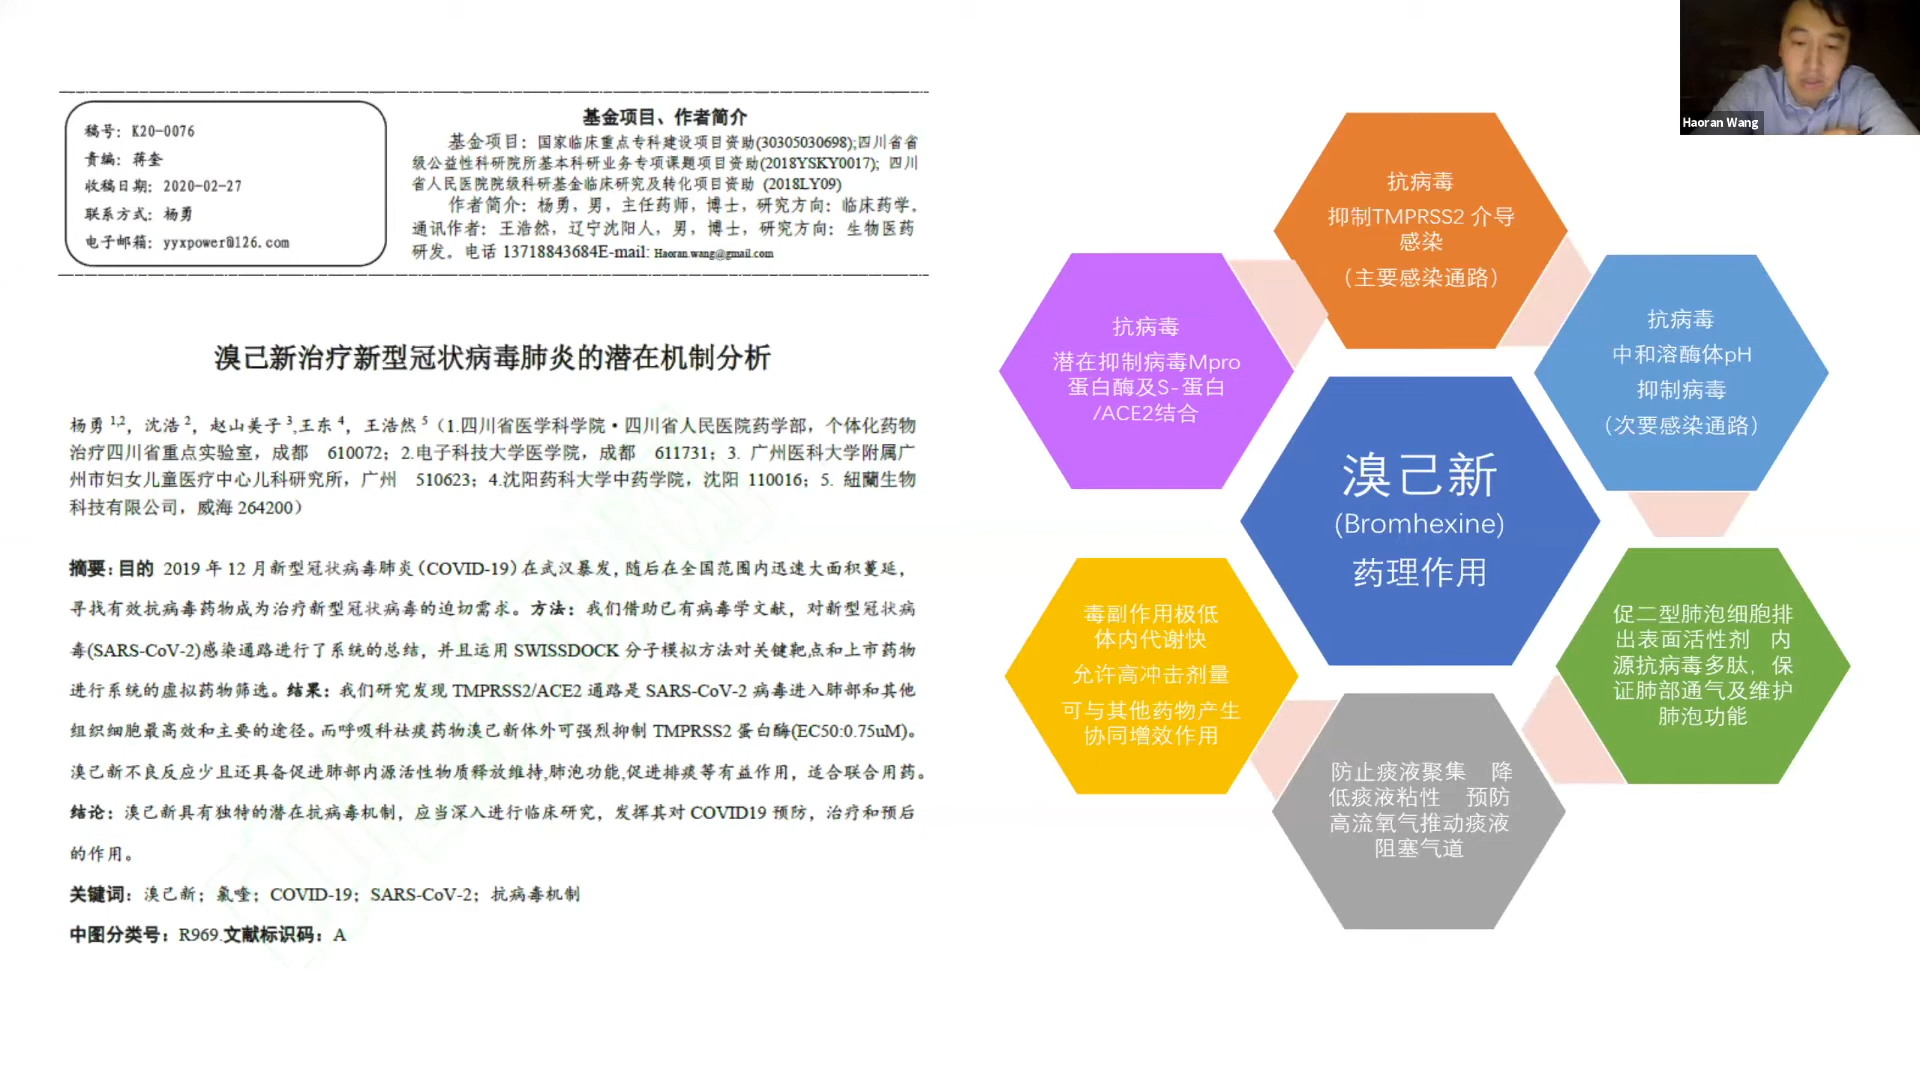 稿号：K20-0076
责编：蒋奎
收稿日期：2020-02-27
联系方式：杨勇
电子邮箱：yyxpower@126.com
基金项目、作者简介
基金项目：国家临床重点专科建设项目资助(30305030698);四川省省
级公益性科研院所基本科研业务专项课题项目资助(2018YSKY0017); 四川
省人民医院院级科研基金临床研究及转化项目资助 (2018LY09)
作者简介：杨勇，男，主任药师，博士，研究方向：临床药学。
通讯作者：王浩然，辽宁沈阳人，男，博士，研究方向：生物医药
研发。电话 13718843684E-mail: Haoran.wang@gmail.com
溴己新治疗新型冠状病毒肺炎的潜在机制分析
杨勇 1,2，沈浩 2，赵山美子 3,王东 4，王浩然 5（1.四川省医学科学院·四川省人民医院药学部，个体化药物
治疗四川省重点实验室，成都 610072；2.电子科技大学医学院，成都 611731；3. 广州医科大学附属广
州市妇女儿童医疗中心儿科研究所，广州 510623；4.沈阳药科大学中药学院，沈阳 110016；5. 紐蘭生物
科技有限公司，威海 264200）
摘要：目的 2019 年 12 月新型冠状病毒肺炎（COVID-19）在武汉暴发，随后在全国范围内迅速大面积蔓延，
寻找有效抗病毒药物成为治疗新型冠状病毒的迫切需求。方法：我们借助已有病毒学文献，对新型冠状病
毒(SARS-CoV-2)感染通路进行了系统的总结，并且运用 SWISSDOCK 分子模拟方法对关键靶点和上市药物
进行系统的虚拟药物筛选。结果：我们研究发现 TMPRSS2/ACE2 通路是 SARS-CoV-2 病毒进入肺部和其他
组织细胞最高效和主要的途径。而呼吸科祛痰药物溴己新体外可强烈抑制 TMPRSS2 蛋白酶(EC50:0.75uM)。
溴己新不良反应少且还具备促进肺部内源活性物质释放维持,肺泡功能,促进排痰等有益作用，适合联合用药。
结论：溴己新具有独特的潜在抗病毒机制，应当深入进行临床研究，发挥其对 COVID19 预防，治疗和预后
的作用。
关键词：溴己新；氯喹；COVID-19；SARS-CoV-2；抗病毒机制
中图分类号：R969.文献标识码：A
抗病毒
抑制TMPRSS2 介导
感染
（主要感染通路）
抗病毒
潜在抑制病毒Mpro
蛋白酶及S-蛋白
/ACE2结合
抗病毒
中和溶酶体pH
抑制病毒
（次要感染通路）
溴己新
(Bromhexine)
药理作用
毒副作用极低
体内代谢快
允许高冲击剂量
可与其他药物产生
协同增效作用
促二型肺泡细胞排
出表面活性剂 内
源抗病毒多肽，保
证肺部通气及维护
肺泡功能
防止痰液聚集 降
低痰液粘性 预防
高流氧气推动痰液
阻塞气道
Haoran Wang